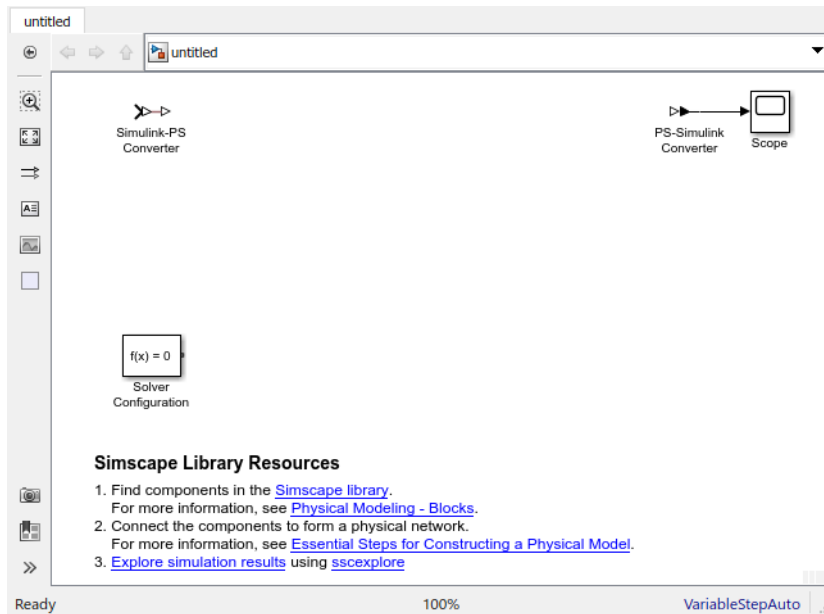 untitled
untitled
Simulink-PS
Converter
PS-Simulink
Converter
Scope
f(x) = 0
Solver
Configuration
Simscape Library Resources
1. Find components in the Simscape library.
For more information, see Physical Modeling - Blocks.
2. Connect the components to form a physical network.
For more information, see Essential Steps for Constructing a Physical Model.
3. Explore simulation results using sscexplore
Ready 100% VariableStepAuto